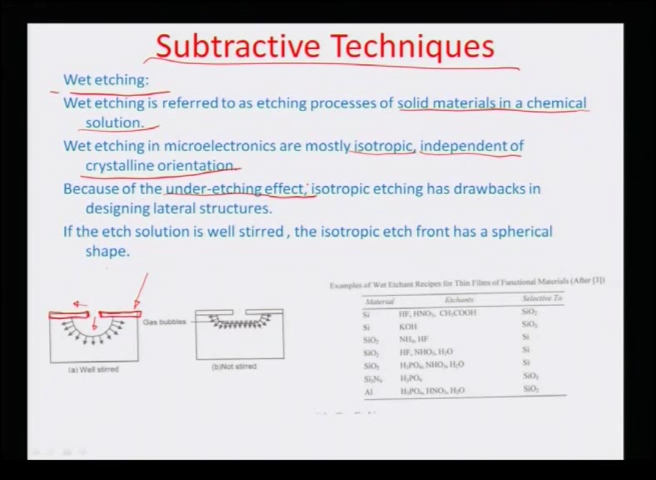 Subtractive Techniques
Wet etching:
Wet etching is referred to as etching processes of solid materials in a chemical
solution.
Wet etching in microelectronics are mostly isotropic, independent of
crystalline orientation.
Because of the under-etching effect, isotropic etching has drawbacks in
designing lateral structures.
If the etch solution is well stirred , the isotropic etch front has a spherical
shape.
Gas bubbles
(a) Well stirred
(b)Not stirred
Examples of Wet Etchant Recipes for Thin Films of Functional Materials (After [3])
Material Etchants Selective To
Si HF, HNO3, CH3COOH SiO2
Si KOH SiO2
SiO2 NH4, HF Si
SiO2 HF, NHO3, H2O Si
SiO2 H3PO4, NHO3, H2O Si
Si3N4 H3PO4 SiO2
Al H3PO4, HNO3, H2O SiO2